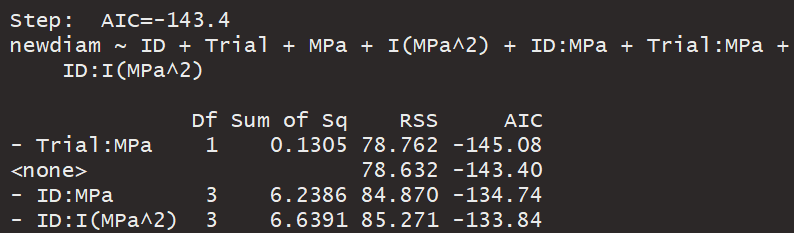 Step:  AIC=-143.4
newdiam ~ ID + Trial + MPa + I(MPa^2) + ID:MPa + Trial:MPa +
    ID:I(MPa^2)

              Df Sum of Sq    RSS     AIC
- Trial:MPa    1    0.1305 78.762 -145.08
<none>                     78.632 -143.40
- ID:MPa       3    6.2386 84.870 -134.74
- ID:I(MPa^2)  3    6.6391 85.271 -133.84